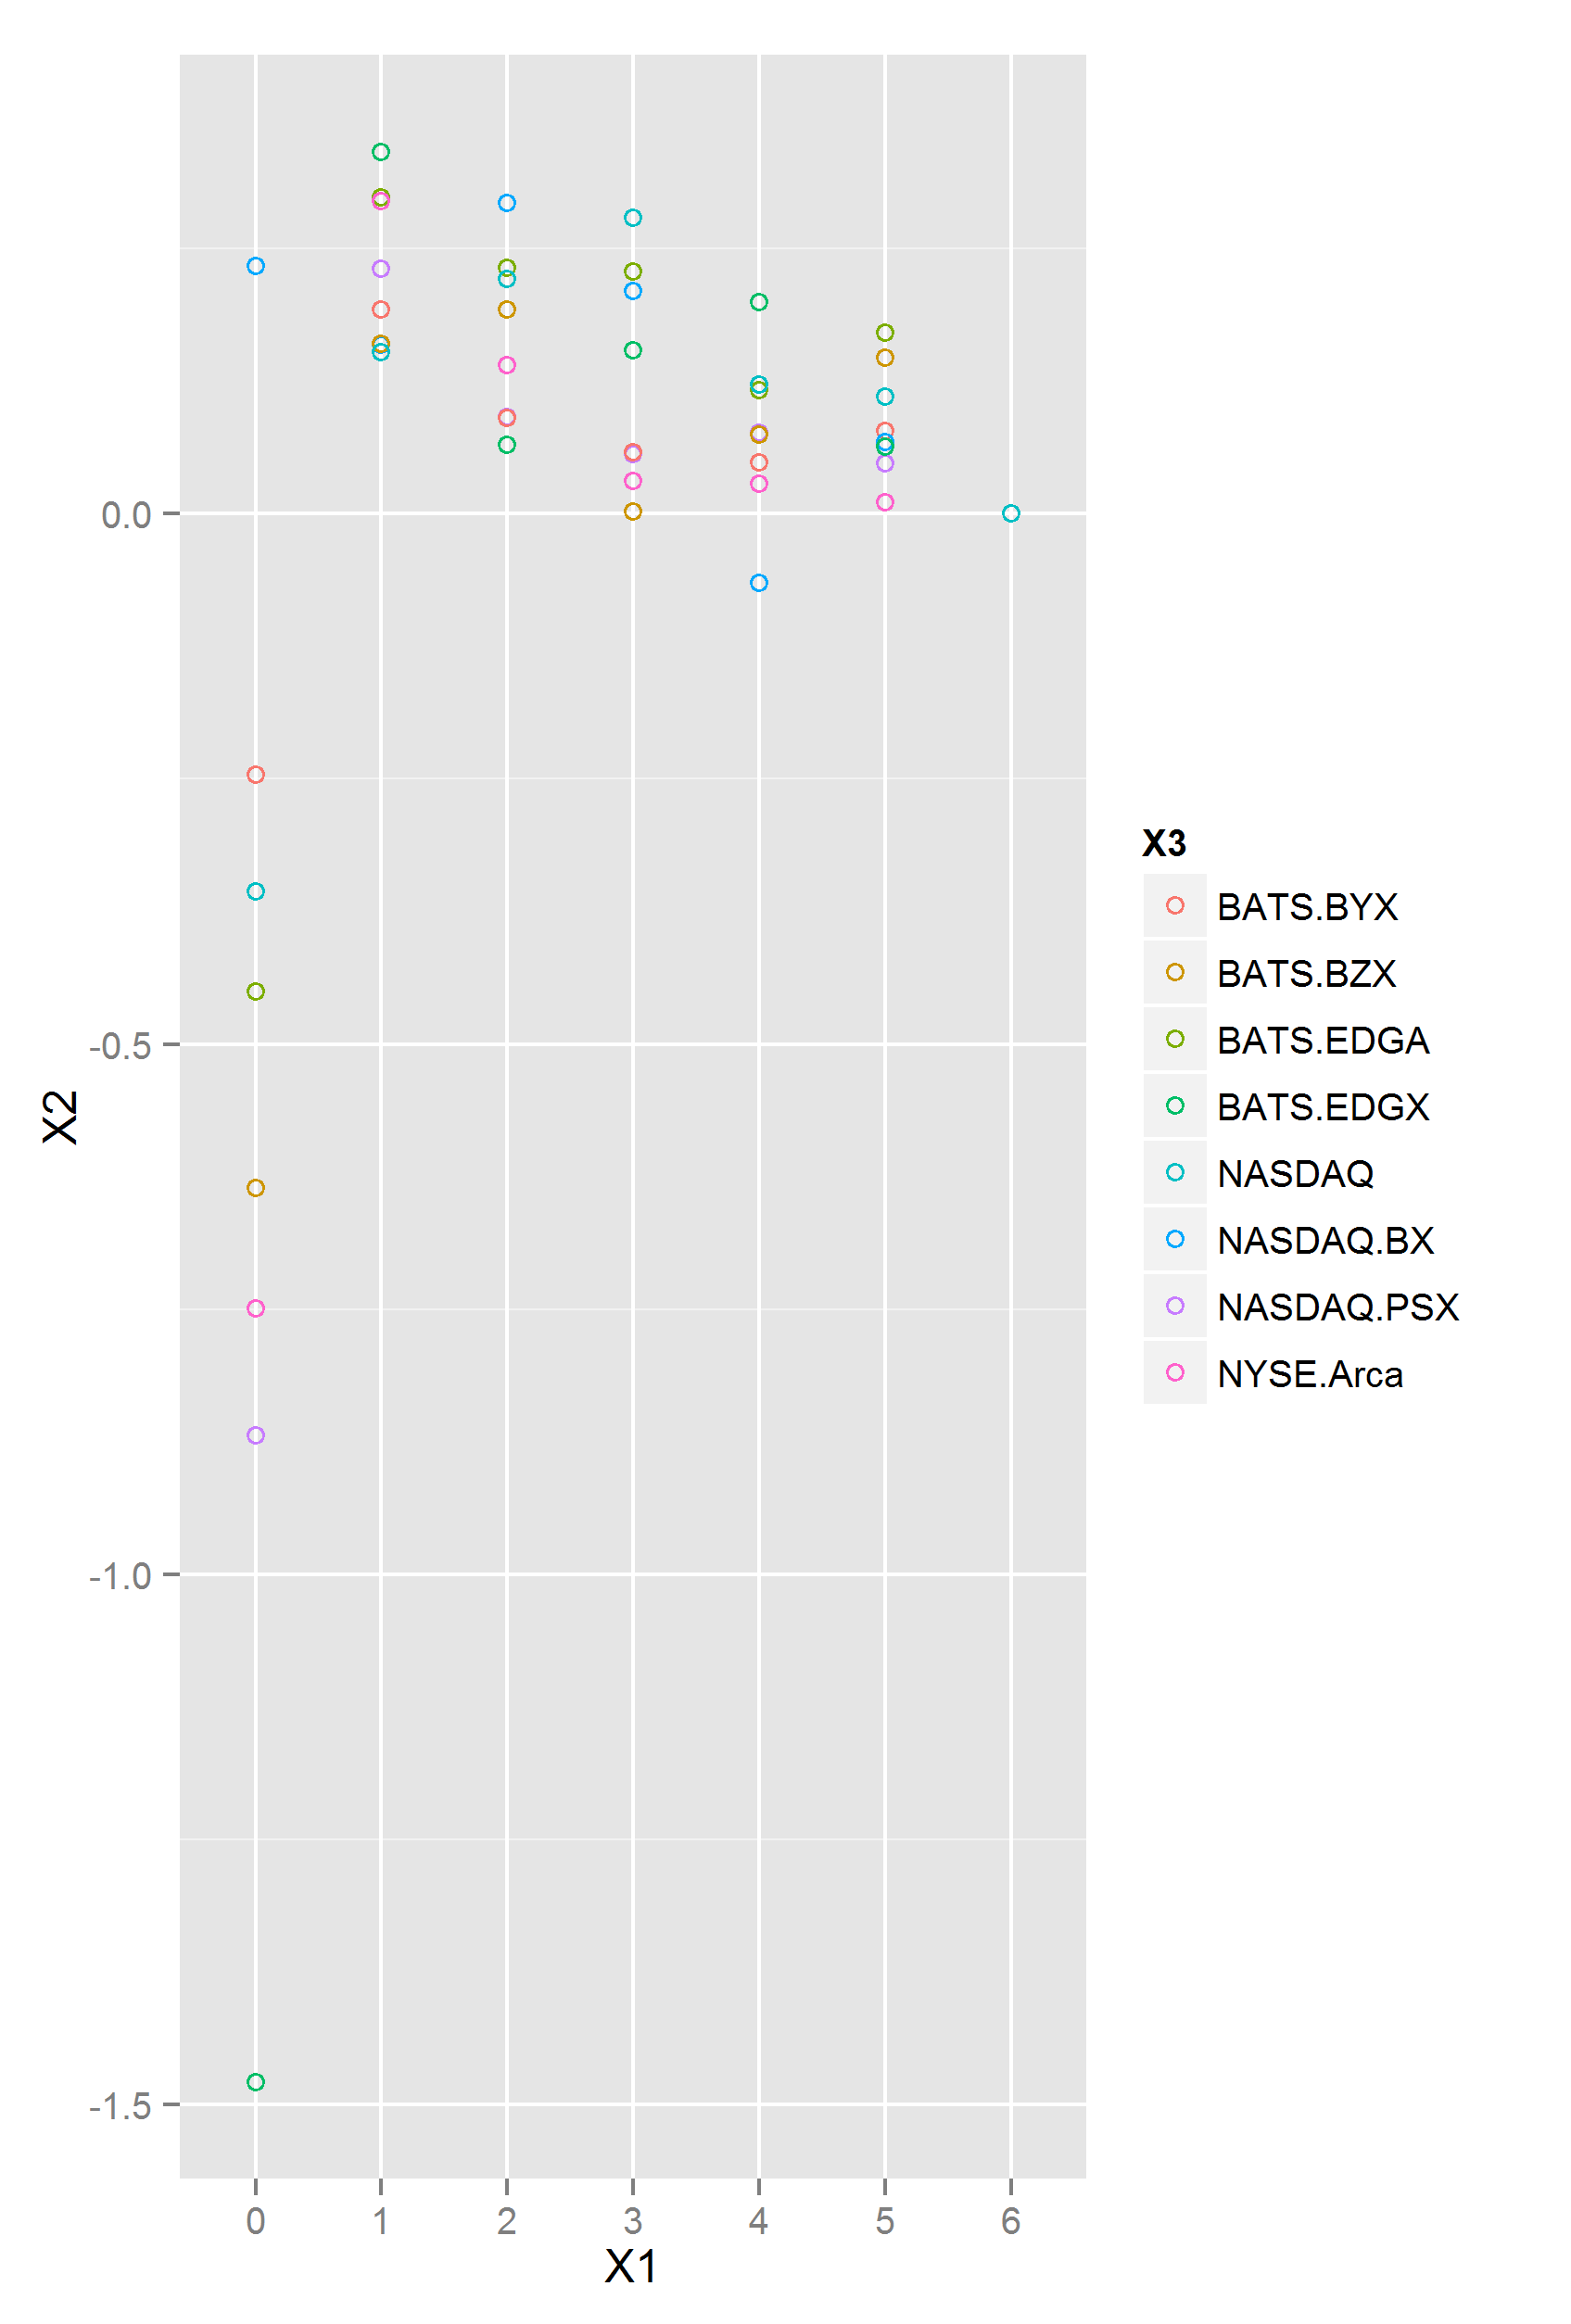 0.0
-0.5
-1.0
-1.5
X2
0 1 2 3 4 5 6
X1
X3
BATS.BYX
BATS.BZX
BATS.EDGA
BATS.EDGX
NASDAQ
NASDAQ.BX
NASDAQ.PSX
NYSE.Arca